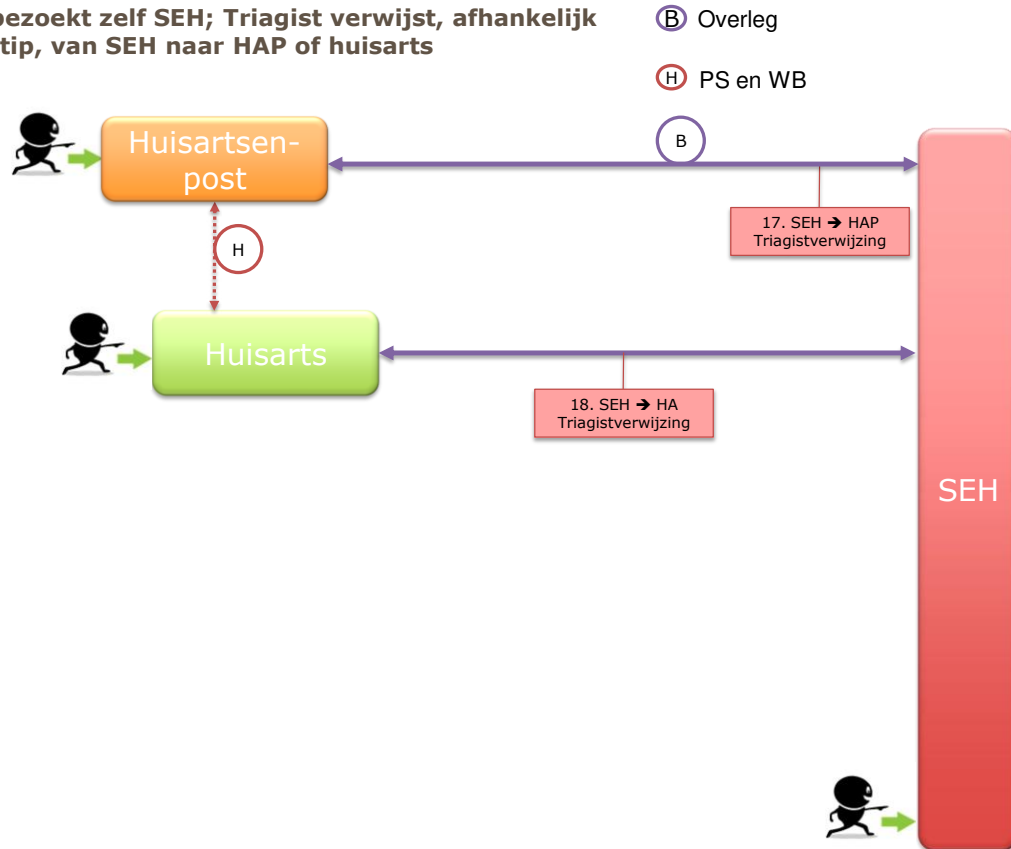 bezoekt zelf SEH; Triagist verwijst, afhankelijk
tip, van SEH naar HAP of huisarts
B Overleg
H PS en WB
Huisartsen-
post
B
17. SEH ➔ HAP
Triagistverwijzing
H
Huisarts
18. SEH ➔ HA
Triagistverwijzing
SEH